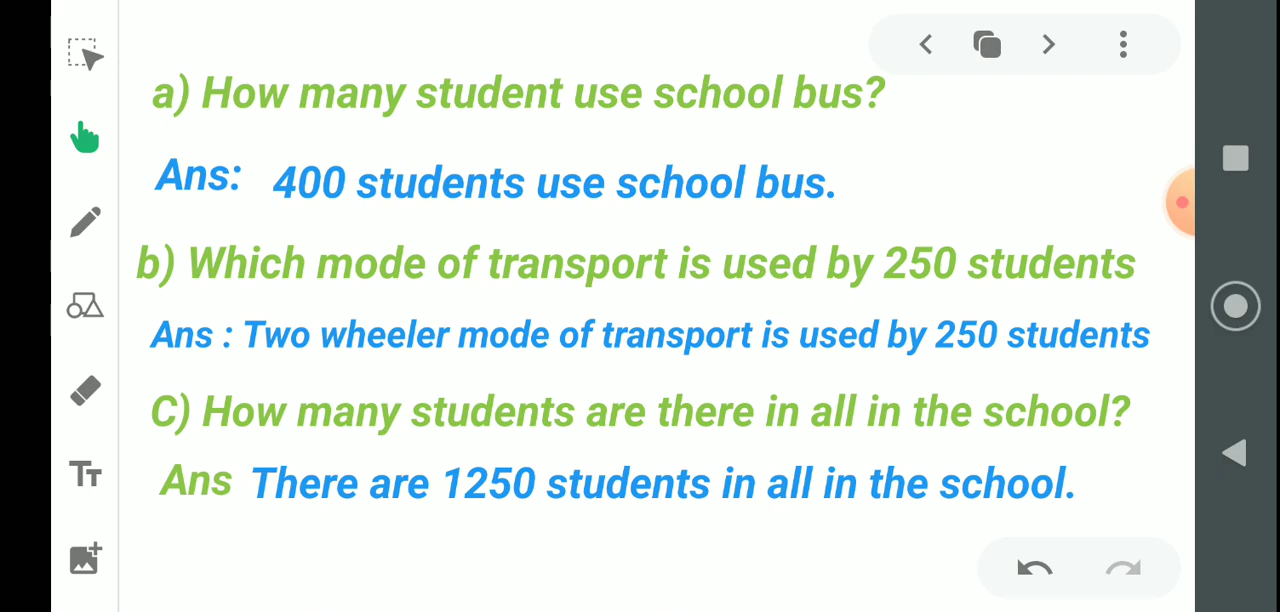 a) How many student use school bus?
Ans: 400 students use school bus.
b) Which mode of transport is used by 250 students
Ans : Two wheeler mode of transport is used by 250 students
C) How many students are there in all in the school?
Ans There are 1250 students in all in the school.
Tт